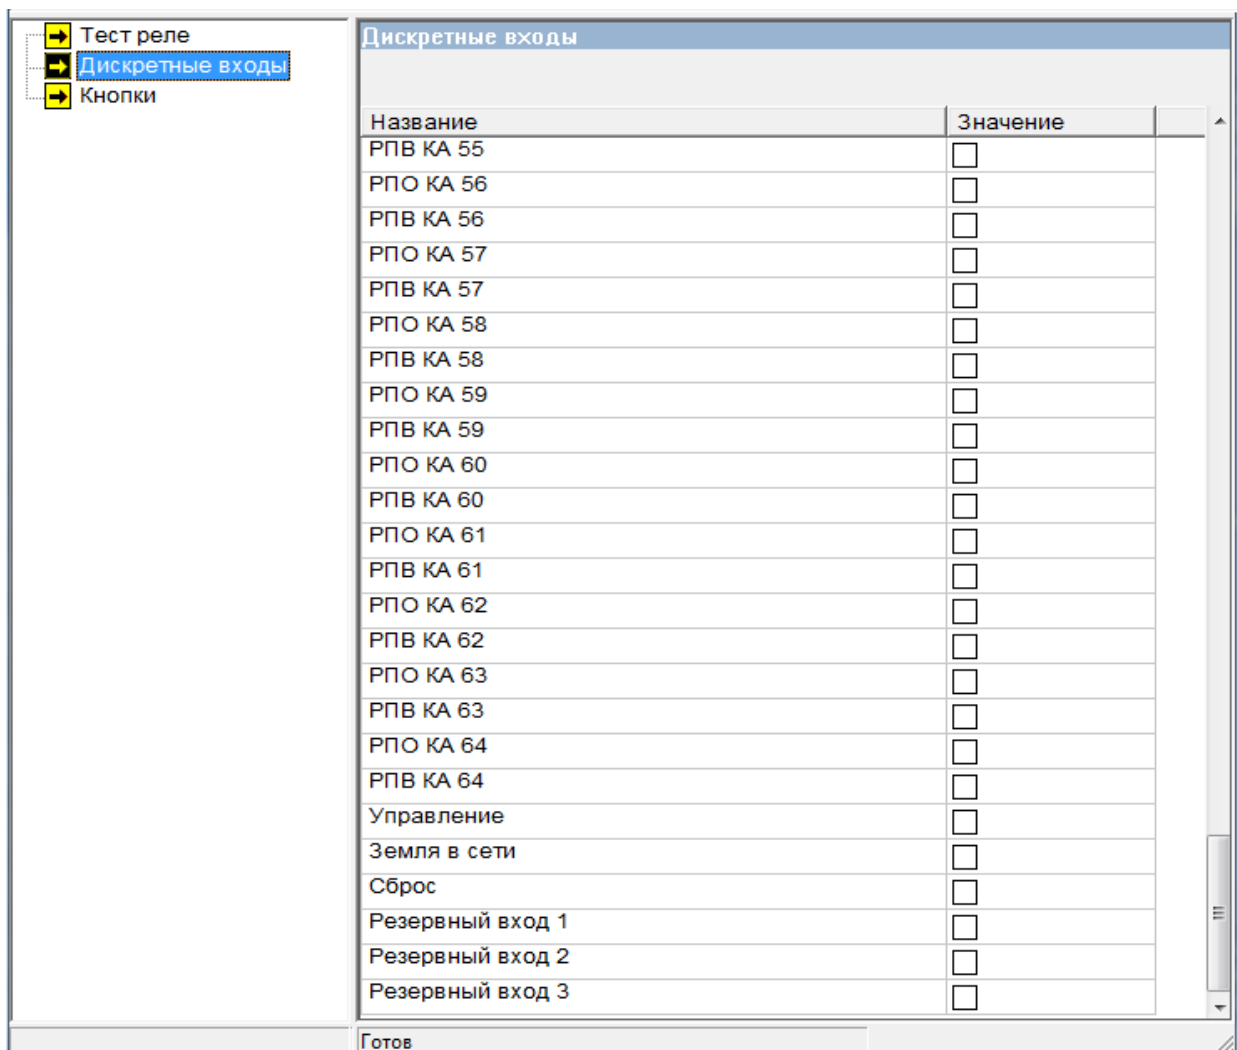 Тест реле
Дискретные входы
Кнопки
Дискретные входы
Название Значение
РПВ КА 55
РПО КА 56
РПВ КА 56
РПО КА 57
РПВ КА 57
РПО КА 58
РПВ КА 58
РПО КА 59
РПВ КА 59
РПО КА 60
РПВ КА 60
РПО КА 61
РПВ КА 61
РПО КА 62
РПВ КА 62
РПО КА 63
РПВ КА 63
РПО КА 64
РПВ КА 64
Управление
Земля в сети
Сброс
Резервный вход 1
Резервный вход 2
Резервный вход 3
Готов